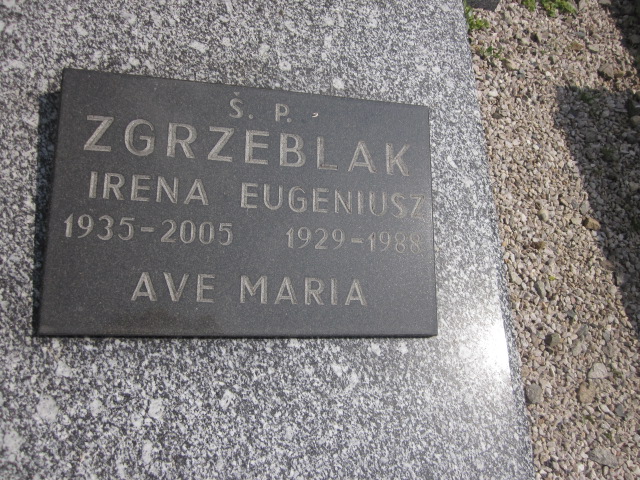 Ś. P.
ZGRZEBLAK
IRENA EUGENIUSZ
1935-2005 1929-1988
AVE MARIA